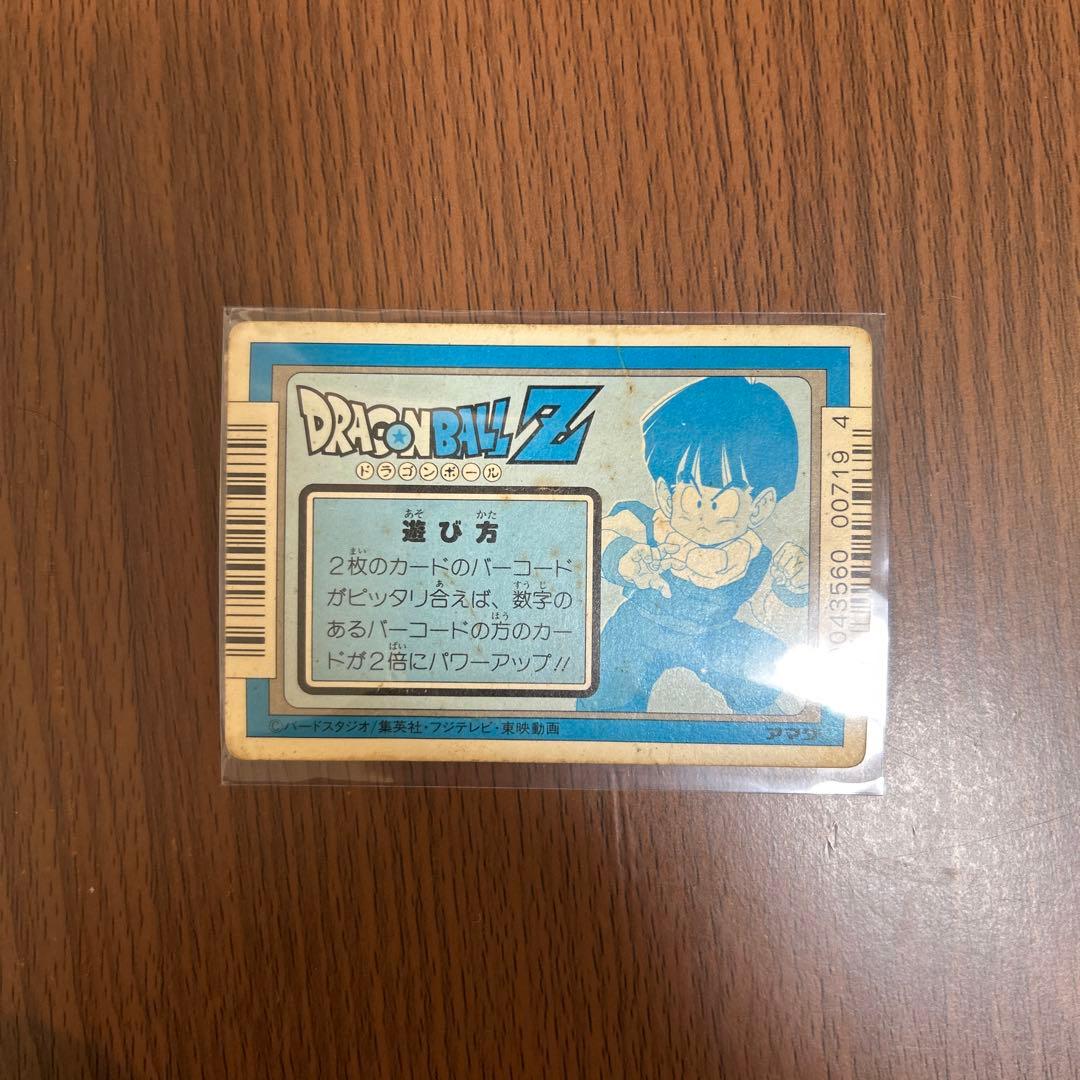 DRAGON BALL Z
ドラゴンボール
遊び方
2枚のカードのバーコード
がピッタリ合えば、数字の
あるバーコードの方のカー
ドが2倍にパワーアップ!!
©バードスタジオ/集英社・フジテレビ・東映動画
アマダ
043560 00719 4